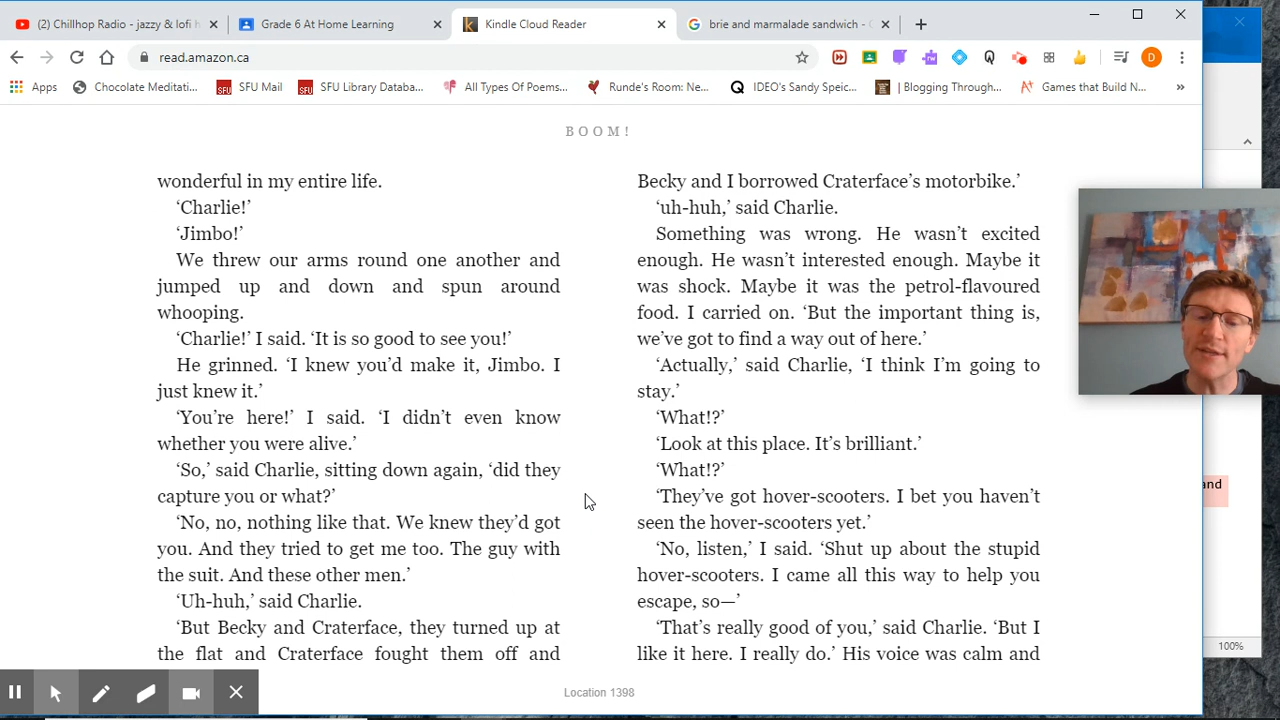 (2) Chillhop Radio - jazzy & lofi h
Grade 6 At Home Learning
Kindle Cloud Reader
brie and marmalade sandwich -
read.amazon.ca
Apps
Chocolate Meditati...
SFU Mail
SFU Library Databa...
All Types Of Poems...
Runde's Room: Ne...
IDEO's Sandy Speic...
| Blogging Through...
Games that Build N...
BOOM!
wonderful in my entire life.
‘Charlie!’
‘Jimbo!’
We threw our arms round one another and
jumped up and down and spun around
whooping.
‘Charlie!’ I said. ‘It is so good to see you!’
He grinned. ‘I knew you’d make it, Jimbo. I
just knew it.’
‘You’re here!’ I said. ‘I didn’t even know
whether you were alive.’
‘So,’ said Charlie, sitting down again, ‘did they
capture you or what?’
‘No, no, nothing like that. We knew they’d got
you. And they tried to get me too. The guy with
the suit. And these other men.’
‘Uh-huh,’ said Charlie.
‘But Becky and Craterface, they turned up at
the flat and Craterface fought them off and
Becky and I borrowed Craterface’s motorbike.’
‘uh-huh,’ said Charlie.
Something was wrong. He wasn’t excited
enough. He wasn’t interested enough. Maybe it
was shock. Maybe it was the petrol-flavoured
food. I carried on. ‘But the important thing is,
we’ve got to find a way out of here.’
‘Actually,’ said Charlie, ‘I think I’m going to
stay.’
‘What!?’
‘Look at this place. It’s brilliant.’
‘What!?’
‘They’ve got hover-scooters. I bet you haven’t
seen the hover-scooters yet.’
‘No, listen,’ I said. ‘Shut up about the stupid
hover-scooters. I came all this way to help you
escape, so—’
‘That’s really good of you,’ said Charlie. ‘But I
like it here. I really do.’ His voice was calm and
Location 1398
and
100%